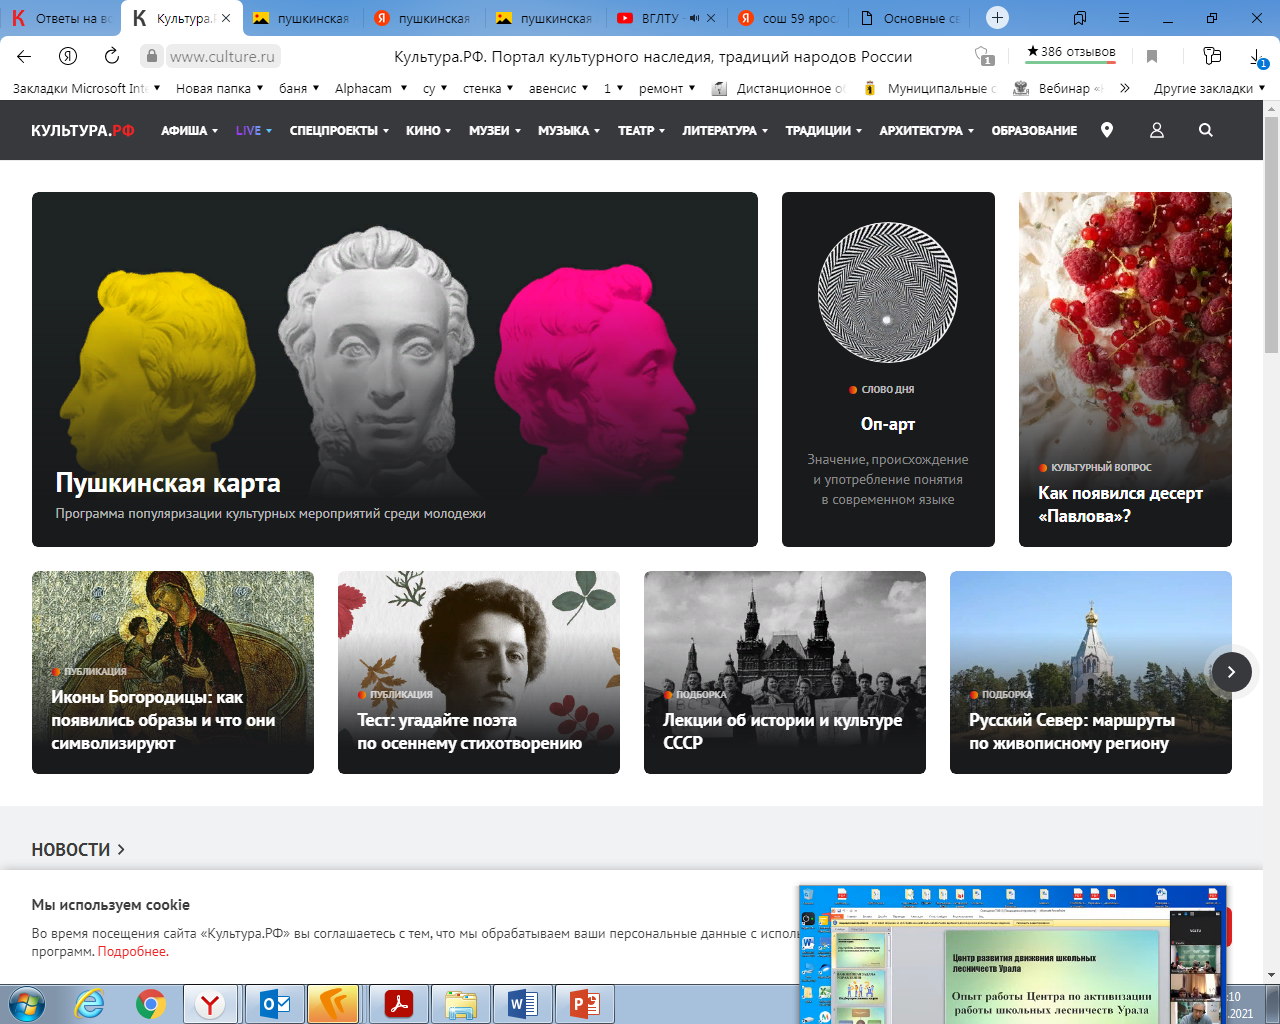 Ответы на во
Культура.Р
пушкинская
пушкинская
пушкинская
ВГЛТУ
сош 59 ярос
Основные св
www.culture.ru
Культура.РФ. Портал культурного наследия, традиций народов России
★386 отзывов
Закладки Microsoft Inte
Новая папка
баня
Alphacam
су
стенка
авенсис
1
ремонт
Дистанционное об
Муниципальные с
Вебинар «
Другие закладки
КУЛЬТУРА.РФ
АФИША
LIVE
СПЕЦПРОЕКТЫ
КИНО
МУЗЕИ
МУЗЫКА
ТЕАТР
ЛИТЕРАТУРА
ТРАДИЦИИ
АРХИТЕКТУРА
ОБРАЗОВАНИЕ
Пушкинская карта
Программа популяризации культурных мероприятий среди молодежи
СЛОВО ДНЯ
Оп-арт
Значение, происхождение
и употребление понятия
в современном языке
КУЛЬТУРНЫЙ ВОПРОС
Как появился десерт
«Павлова»?
ПУБЛИКАЦИЯ
Иконы Богородицы: как
появились образы и что они
символизируют
ПУБЛИКАЦИЯ
Тест: угадайте поэта
по осеннему стихотворению
ПОДБОРКА
Лекции об истории и культуре
СССР
ПОДБОРКА
Русский Север: маршруты
по живописному региону
НОВОСТИ
Мы используем cookie
Во время посещения сайта «Культура.РФ» вы соглашаетесь с тем, что мы обрабатываем ваши персональные данные с исполь
программ. Подробнее.
Центр развития движения школьных
лесничеств Урала
Опыт работы Центра по активизации
работы школьных лесничеств Урала
:10
.2021